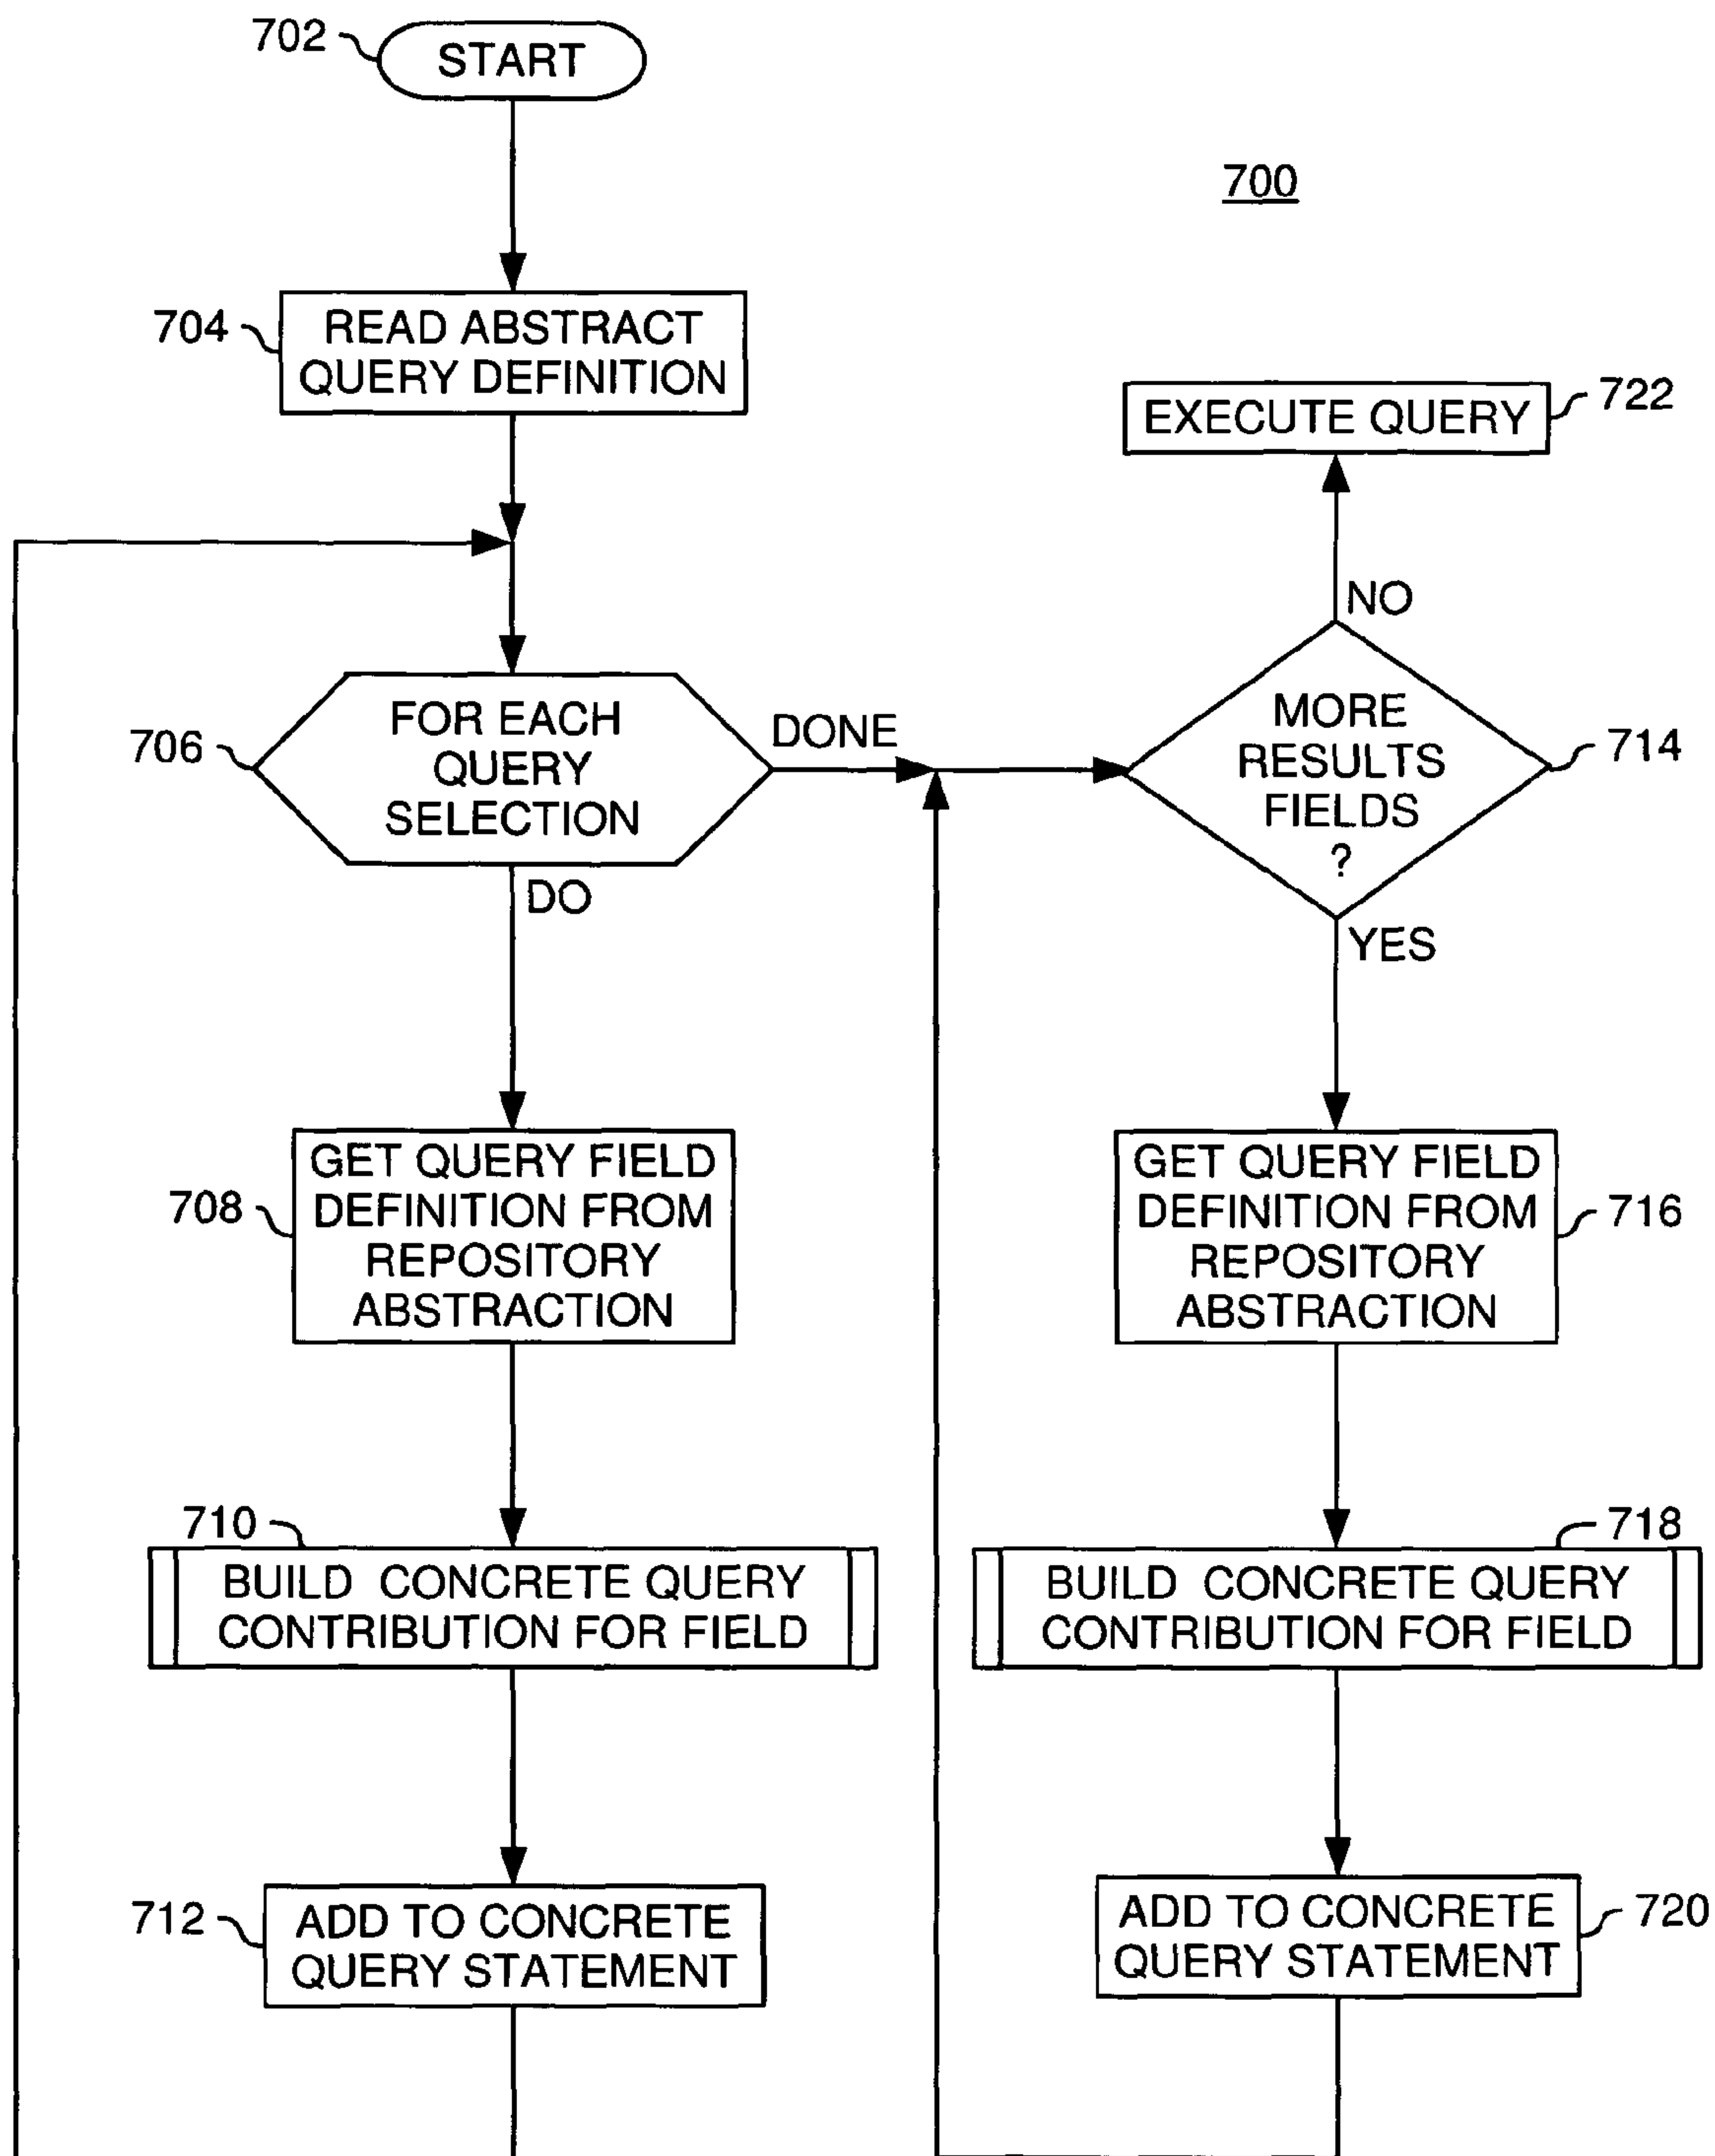 702
START
700
704
READ ABSTRACT
QUERY DEFINITION
EXECUTE QUERY
722
NO
706
FOR EACH
QUERY
SELECTION
DONE
MORE
RESULTS
FIELDS
?
714
DO
YES
708
GET QUERY FIELD
DEFINITION FROM
REPOSITORY
ABSTRACTION
GET QUERY FIELD
DEFINITION FROM
REPOSITORY
ABSTRACTION
716
710
BUILD CONCRETE QUERY
CONTRIBUTION FOR FIELD
718
BUILD CONCRETE QUERY
CONTRIBUTION FOR FIELD
712
ADD TO CONCRETE
QUERY STATEMENT
ADD TO CONCRETE
QUERY STATEMENT
720